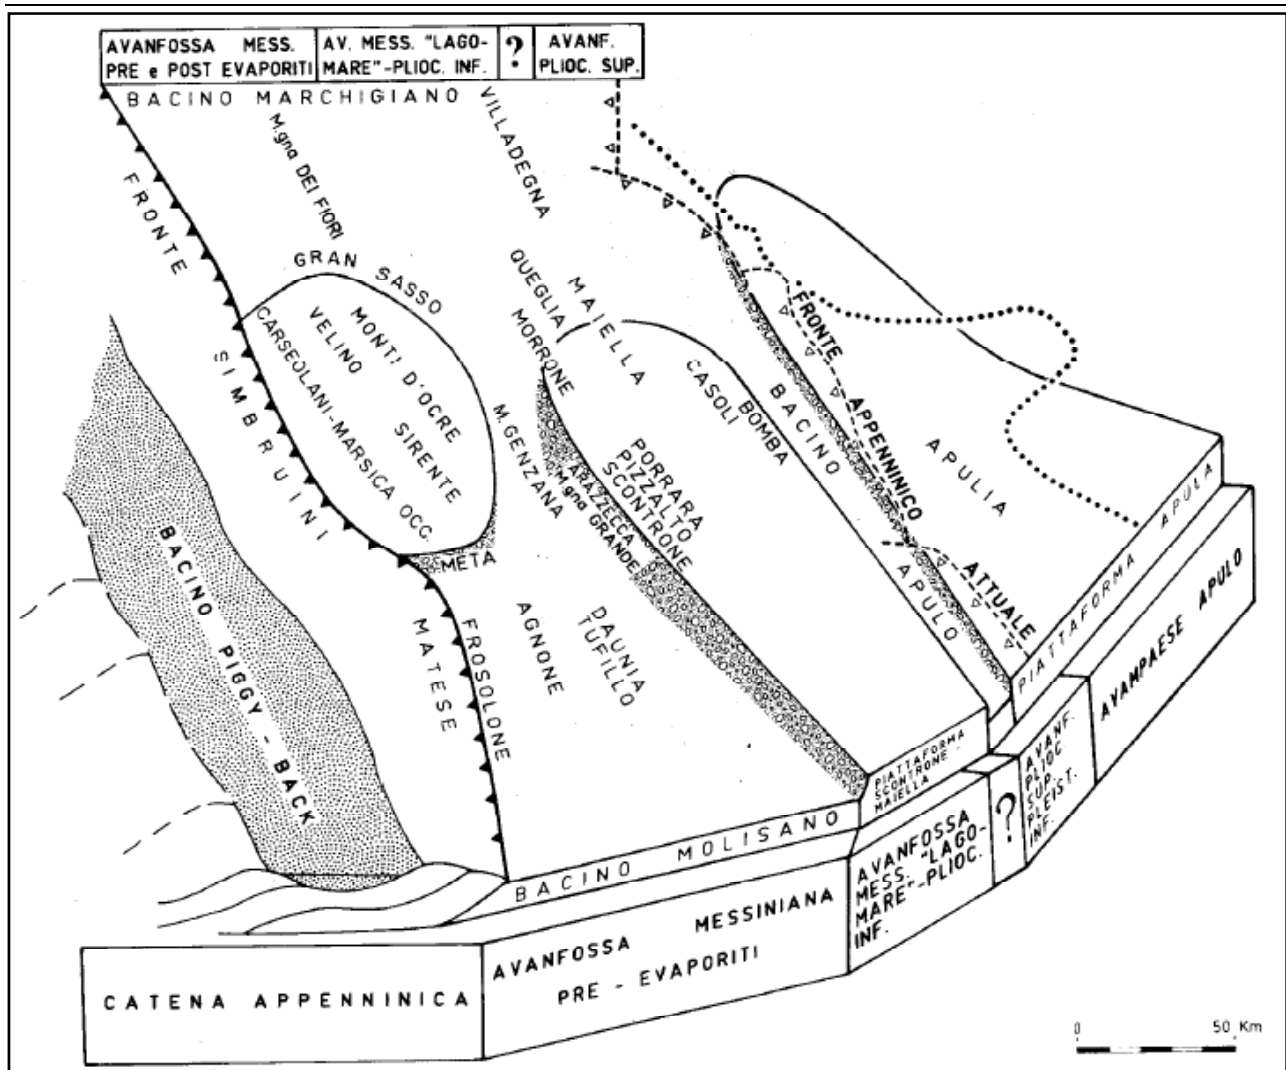 AVANFOSSA MESS.
PRE e POST EVAPORITI
AV. MESS. "LAGO-
MARE"-PLIOC. INF.
?
AVANF.
PLIOC. SUP.
BACINO MARCHIGIANO
FRONTE
SIMBRUINI
M.gna DEI FIORI
VILLADEGNA
GRAN SASSO
CARSEOLANI-MARSICA OCC.
VELINO
MONTI D'OCRE
SIRENTE
QUEGLIA
MORRONE
MAIELLA
M. GENZANA
CASOLI
BOMBA
BACINO
APULO
FRONTE
APPENNINICO
ATTUALE
APULIA
PORRARA
PIZZALTO
SCONTRONE
ARAZZECCA
M.gna GRANDE
META
MATESE
FROSOLONE
AGNONE
DAUNIA
TUFILLO
BACINO PIGGY - BACK
BACINO MOLISANO
PIATTAFORMA
SCONTRONE -
MAIELLA
PIATTAFORMA APULA
CATENA APPENNINICA
AVANFOSSA MESSINIANA
PRE - EVAPORITI
AVANFOSSA
MESS. "LAGO-
MARE"-PLIOC.
INF.
?
AVANF.
PLIOC.
SUP.
PLEIST.
INF.
AVAMPAESE APULO
0 50 Km